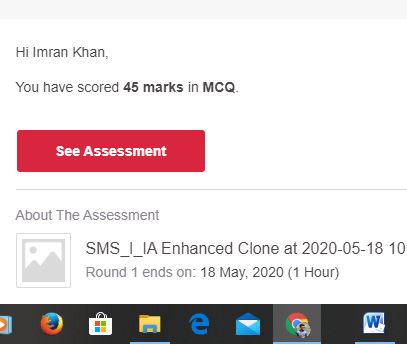 Hi Imran Khan,
You have scored 45 marks in MCQ.
See Assessment
About The Assessment
SMS_I_IA Enhanced Clone at 2020-05-18 10
Round 1 ends on: 18 May, 2020 (1 Hour)